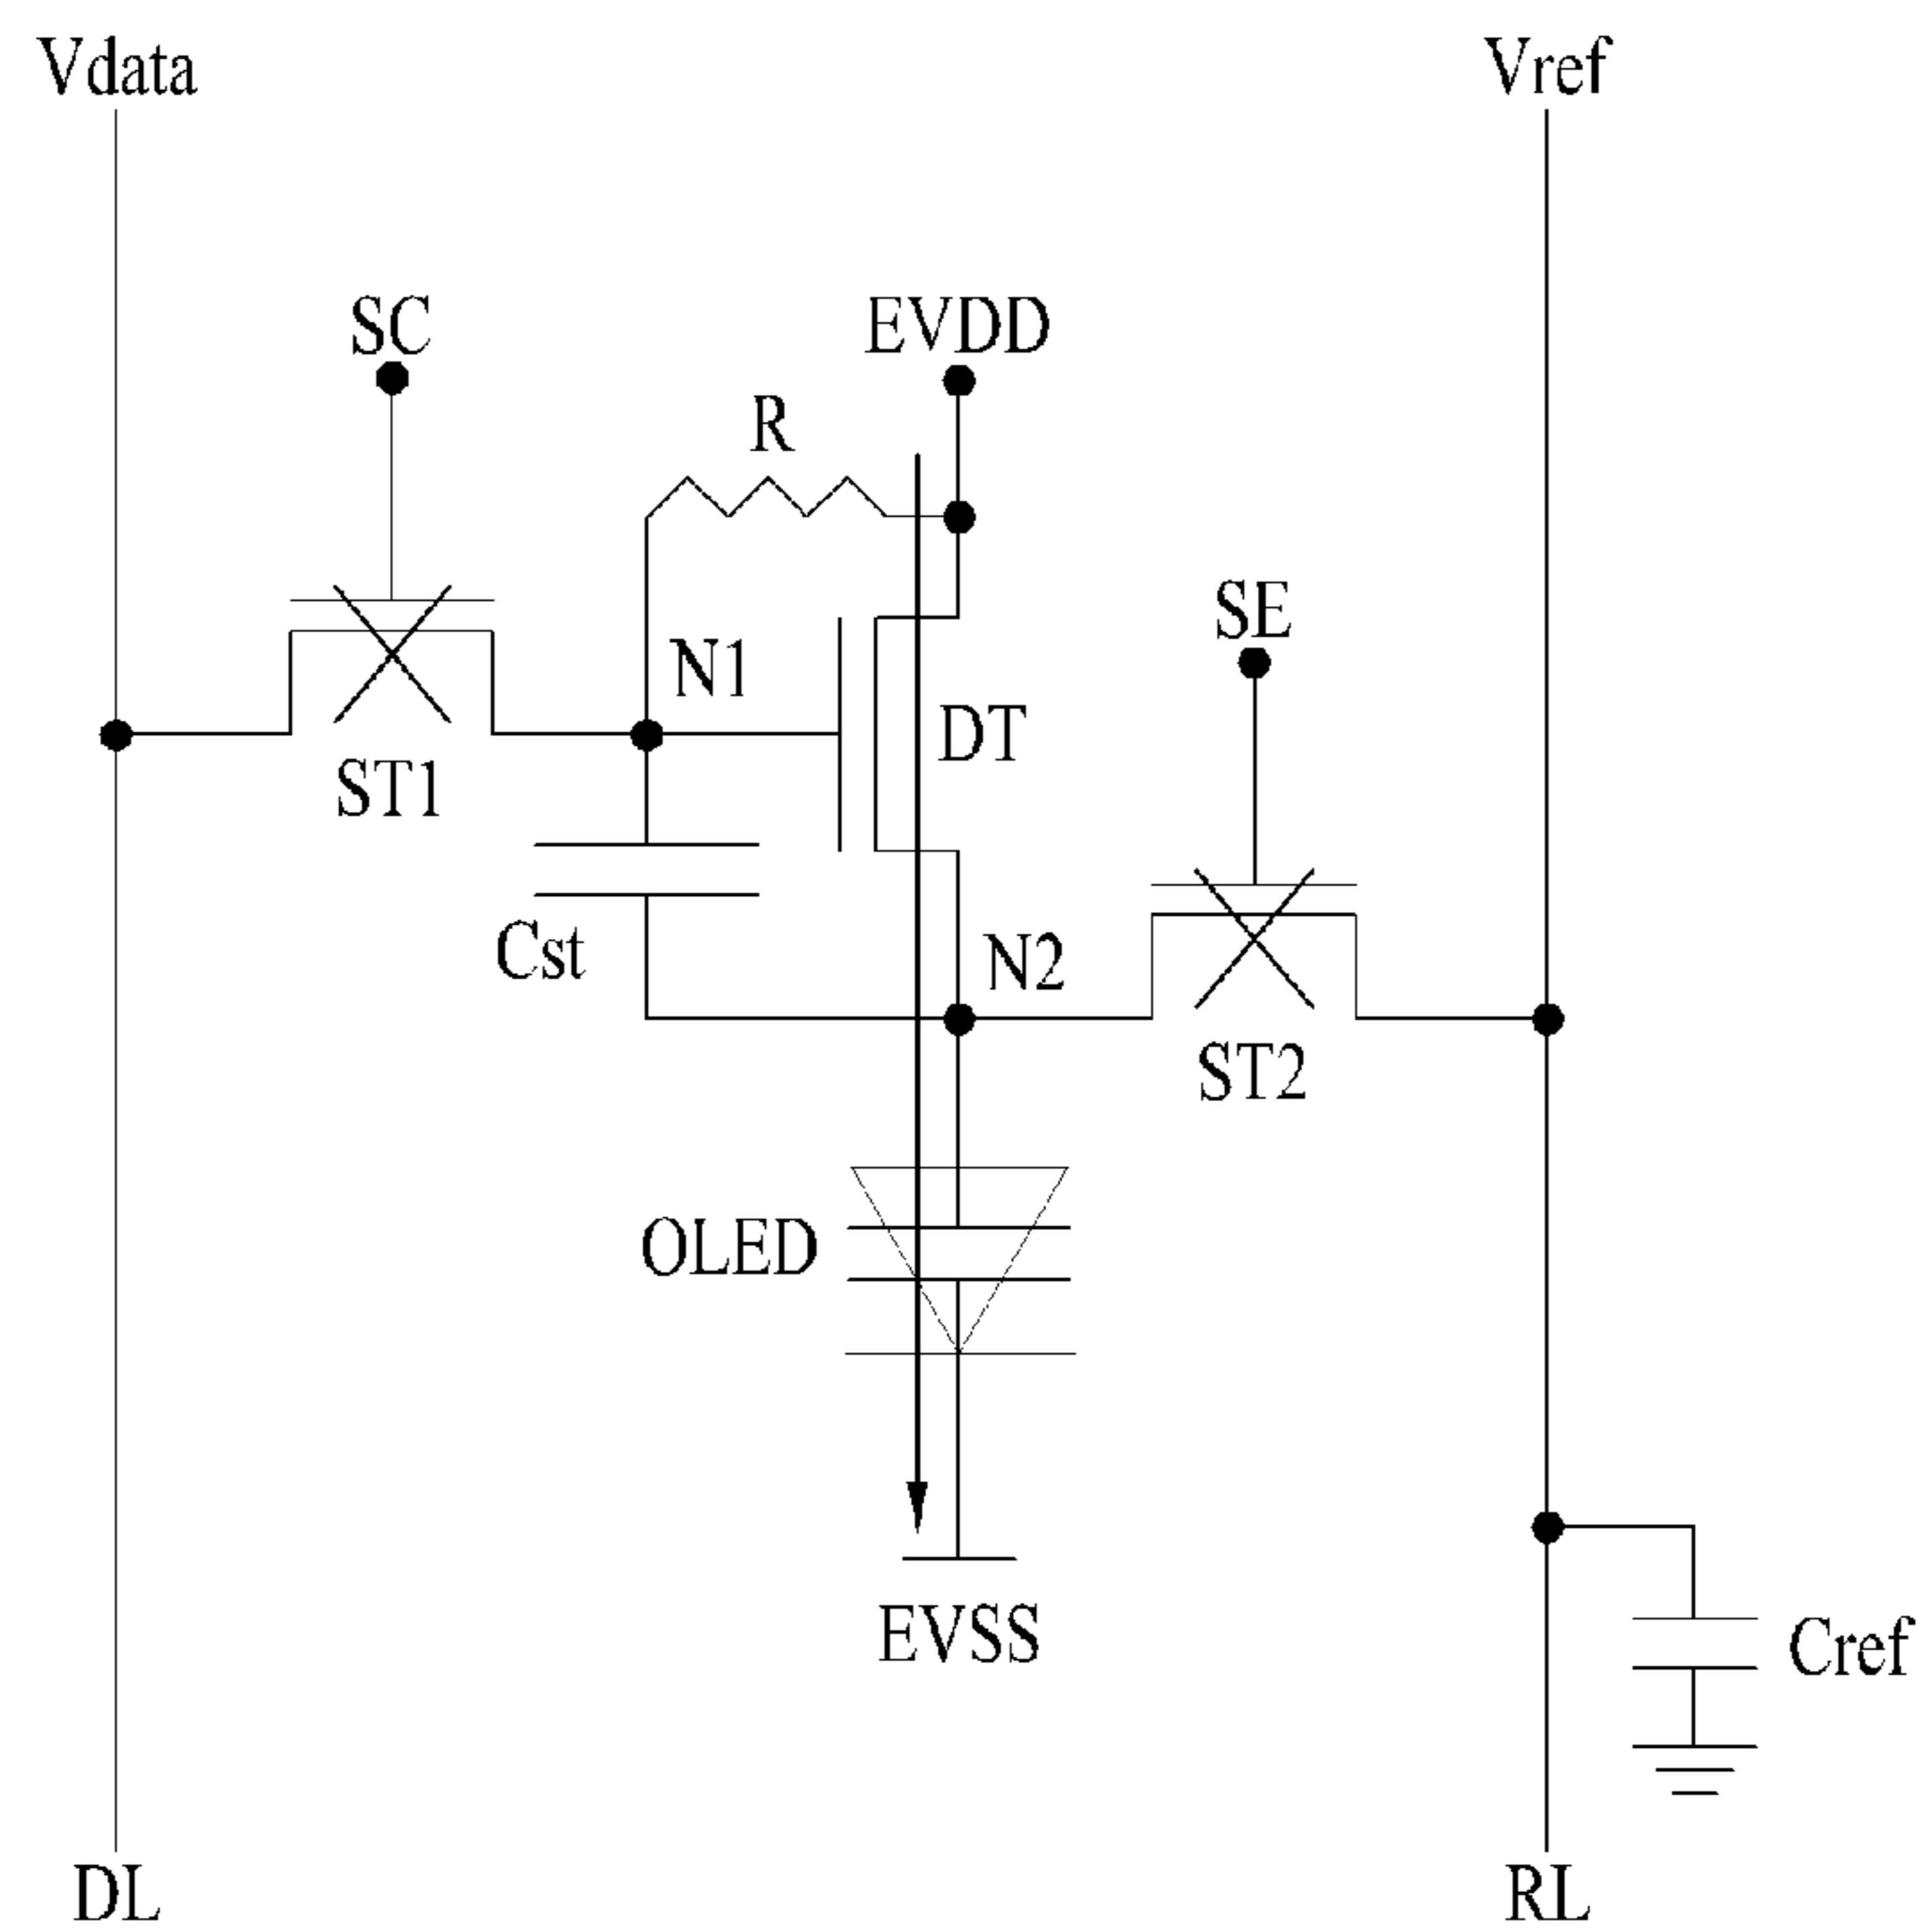 Vdata
Vref
SC
EVDD
R
SE
N1
DT
ST1
Cst
N2
ST2
OLED
EVSS
Cref
DL
RL